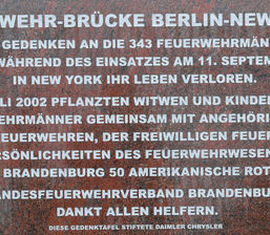 WEHR-BRÜCKE BERLIN-NEW
GEDENKEN AN DIE 343 FEUERWEHRMÄN
WÄHREND DES EINSATZES AM 11. SEPTEM
IN NEW YORK IHR LEBEN VERLOREN.
LI 2002 PFLANZTEN WITWEN UND KINDE
EHRMÄNNER GEMEINSAM MIT ANGEHÖRI
EUERWEHREN, DER FREIWILLIGEN FEUE
RSÖNLICHKEITEN DES FEUERWEHRWESEN
BRANDENBURG 50 AMERIKANISCHE ROT
NDESFEUERWEHRVERBAND BRANDENBU
DANKT ALLEN HELFERN.
DIESE GEDENKTAFEL STIFTETE DAIMLER CHRYSLER